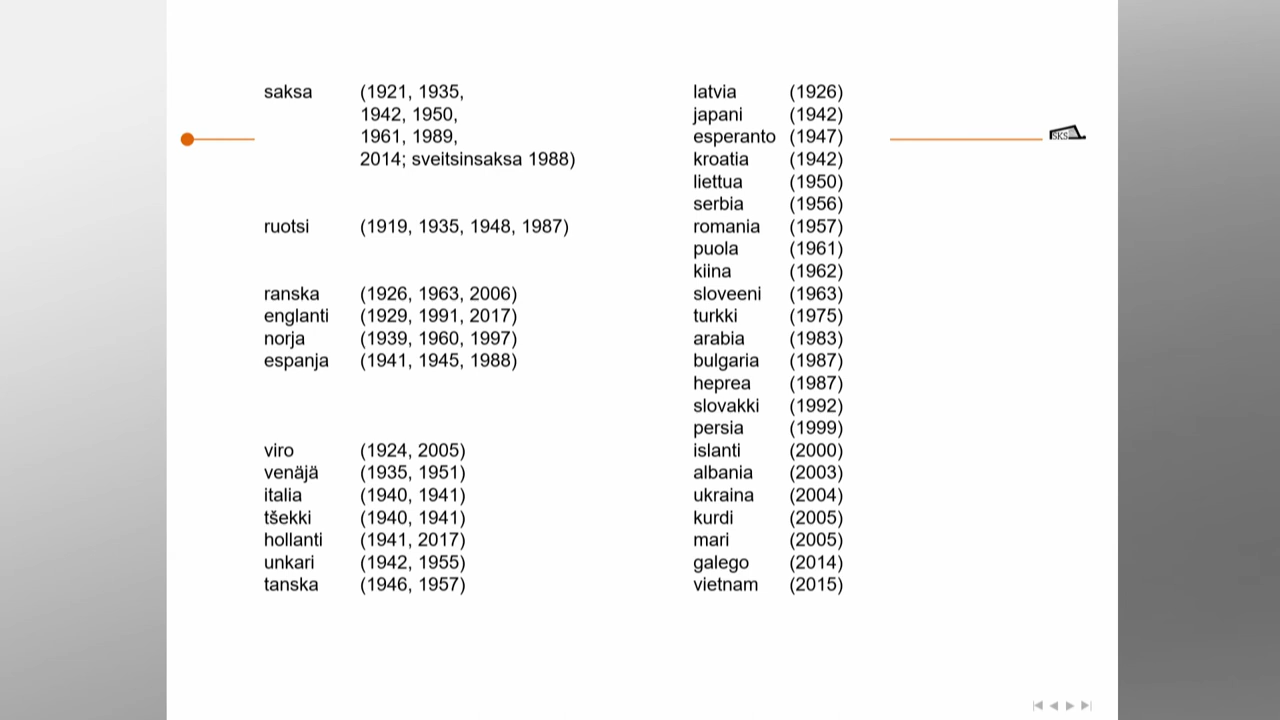 saksa (1921, 1935,
1942, 1950,
1961, 1989,
2014; sveitsinsaksa 1988)
ruotsi (1919, 1935, 1948, 1987)
ranska (1926, 1963, 2006)
englanti (1929, 1991, 2017)
norja (1939, 1960, 1997)
espanja (1941, 1945, 1988)
viro (1924, 2005)
venäjä (1935, 1951)
italia (1940, 1941)
tšekki (1940, 1941)
hollanti (1941, 2017)
unkari (1942, 1955)
tanska (1946, 1957)
latvia (1926)
japani (1942)
esperanto (1947)
kroatia (1942)
liettua (1950)
serbia (1956)
romania (1957)
puola (1961)
kiina (1962)
sloveeni (1963)
turkki (1975)
arabia (1983)
bulgaria (1987)
heprea (1987)
slovakki (1992)
persia (1999)
islanti (2000)
albania (2003)
ukraina (2004)
kurdi (2005)
mari (2005)
galego (2014)
vietnam (2015)
SKS